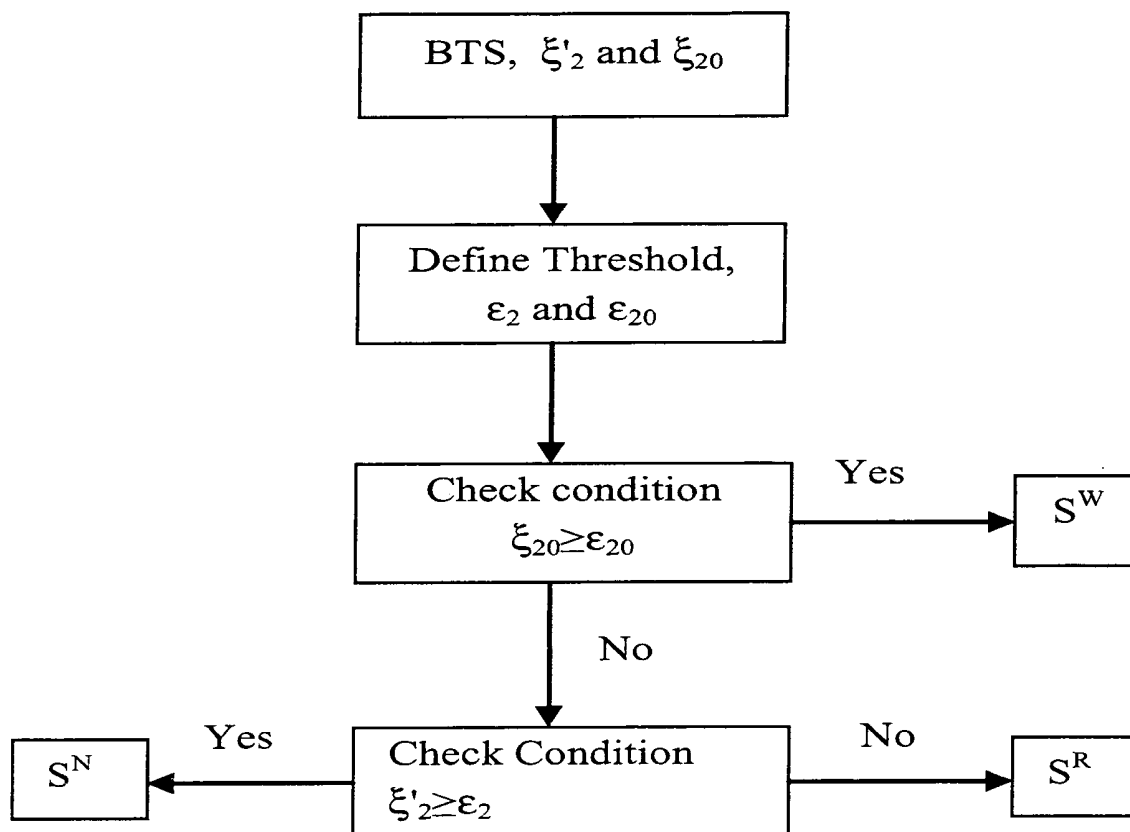 BTS, ξ'₂ and ξ₂₀
Define Threshold,
ε₂ and ε₂₀
Check condition
ξ₂₀≥ε₂₀
Yes
Sᵂ
No
Check Condition
ξ'₂≥ε₂
Yes
Sᴺ
No
Sᴿ